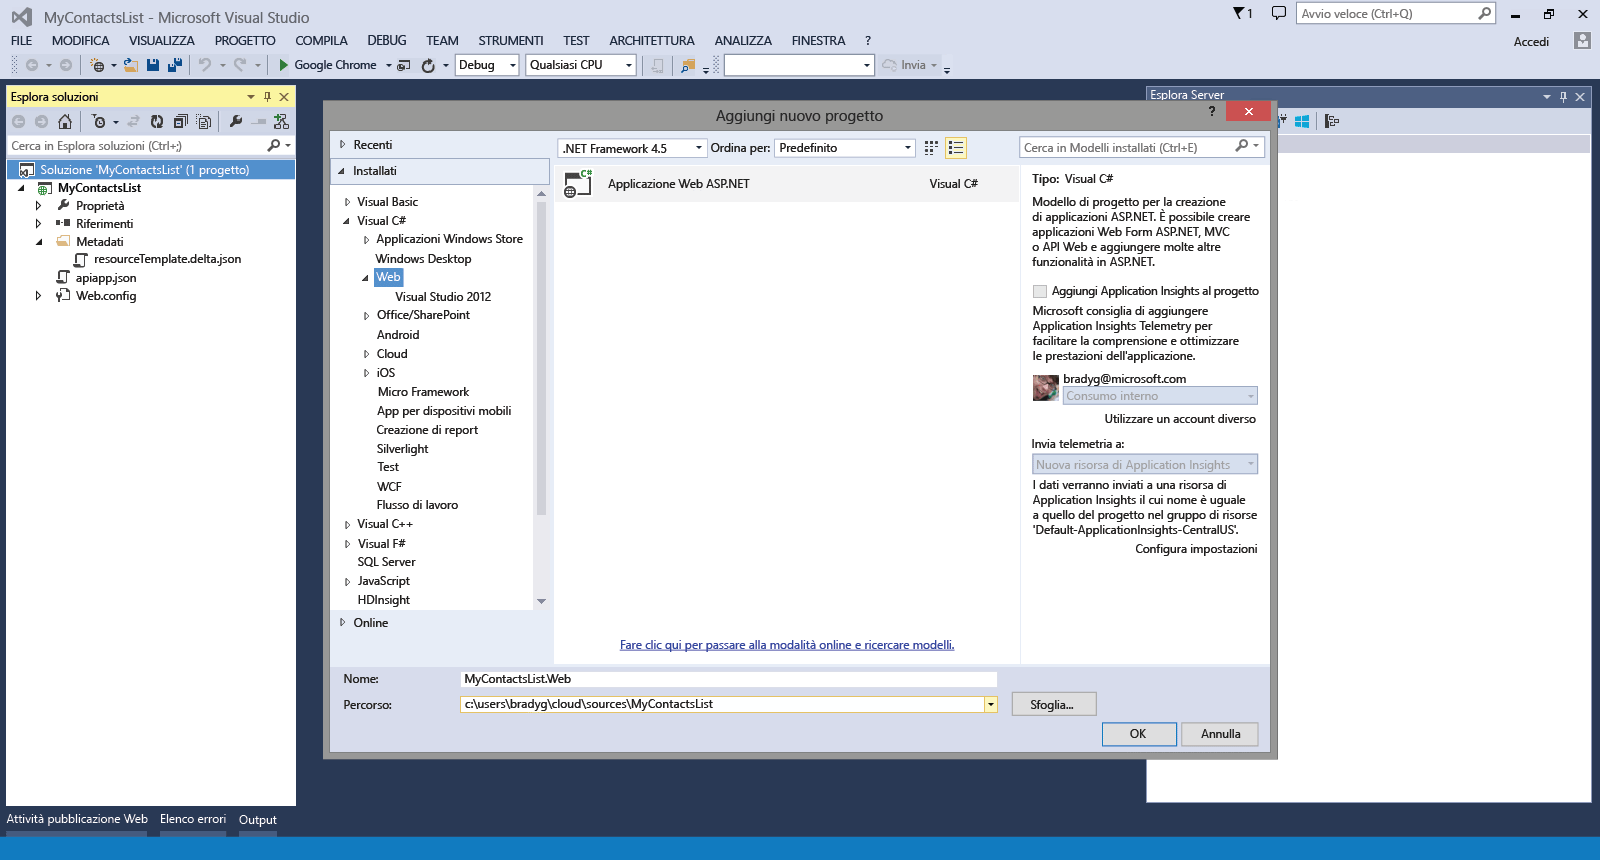 MyContactsList - Microsoft Visual Studio
1
Avvio veloce (Ctrl+Q)
FILE MODIFICA VISUALIZZA PROGETTO COMPILA DEBUG TEAM STRUMENTI TEST ARCHITETTURA ANALIZZA FINESTRA ?
Accedi
Google Chrome Debug Qualsiasi CPU Invia
Esplora soluzioni
Cerca in Esplora soluzioni (Ctrl+;)
Soluzione 'MyContactsList' (1 progetto)
MyContactsList
Proprietà
Riferimenti
Metadati
resourceTemplate.delta.json
apiapp.json
Web.config
Aggiungi nuovo progetto
?
Recenti
Installati
Visual Basic
Visual C#
Applicazioni Windows Store
Windows Desktop
Web
Visual Studio 2012
Office/SharePoint
Android
Cloud
iOS
Micro Framework
App per dispositivi mobili
Creazione di report
Silverlight
Test
WCF
Flusso di lavoro
Visual C++
Visual F#
SQL Server
JavaScript
HDInsight
Online
.NET Framework 4.5 Ordina per: Predefinito
C#
Applicazione Web ASP.NET Visual C#
Fare clic qui per passare alla modalità online e ricercare modelli.
Cerca in Modelli installati (Ctrl+E)
Tipo: Visual C#
Modello di progetto per la creazione
di applicazioni ASP.NET. È possibile creare
applicazioni Web Form ASP.NET, MVC
o API Web e aggiungere molte altre
funzionalità in ASP.NET.
Aggiungi Application Insights al progetto
Microsoft consiglia di aggiungere
Application Insights Telemetry per
facilitare la comprensione e ottimizzare
le prestazioni dell'applicazione.
bradyg@microsoft.com
Consumo interno
Utilizzare un account diverso
Invia telemetria a:
Nuova risorsa di Application Insights
I dati verranno inviati a una risorsa di
Application Insights il cui nome è uguale
a quello del progetto nel gruppo di risorse
'Default-ApplicationInsights-CentralUS'.
Configura impostazioni
Nome: MyContactsList.Web
Percorso: c:\users\bradyg\cloud\sources\MyContactsList
Sfoglia...
OK Annulla
Esplora Server
Attività pubblicazione Web Elenco errori Output